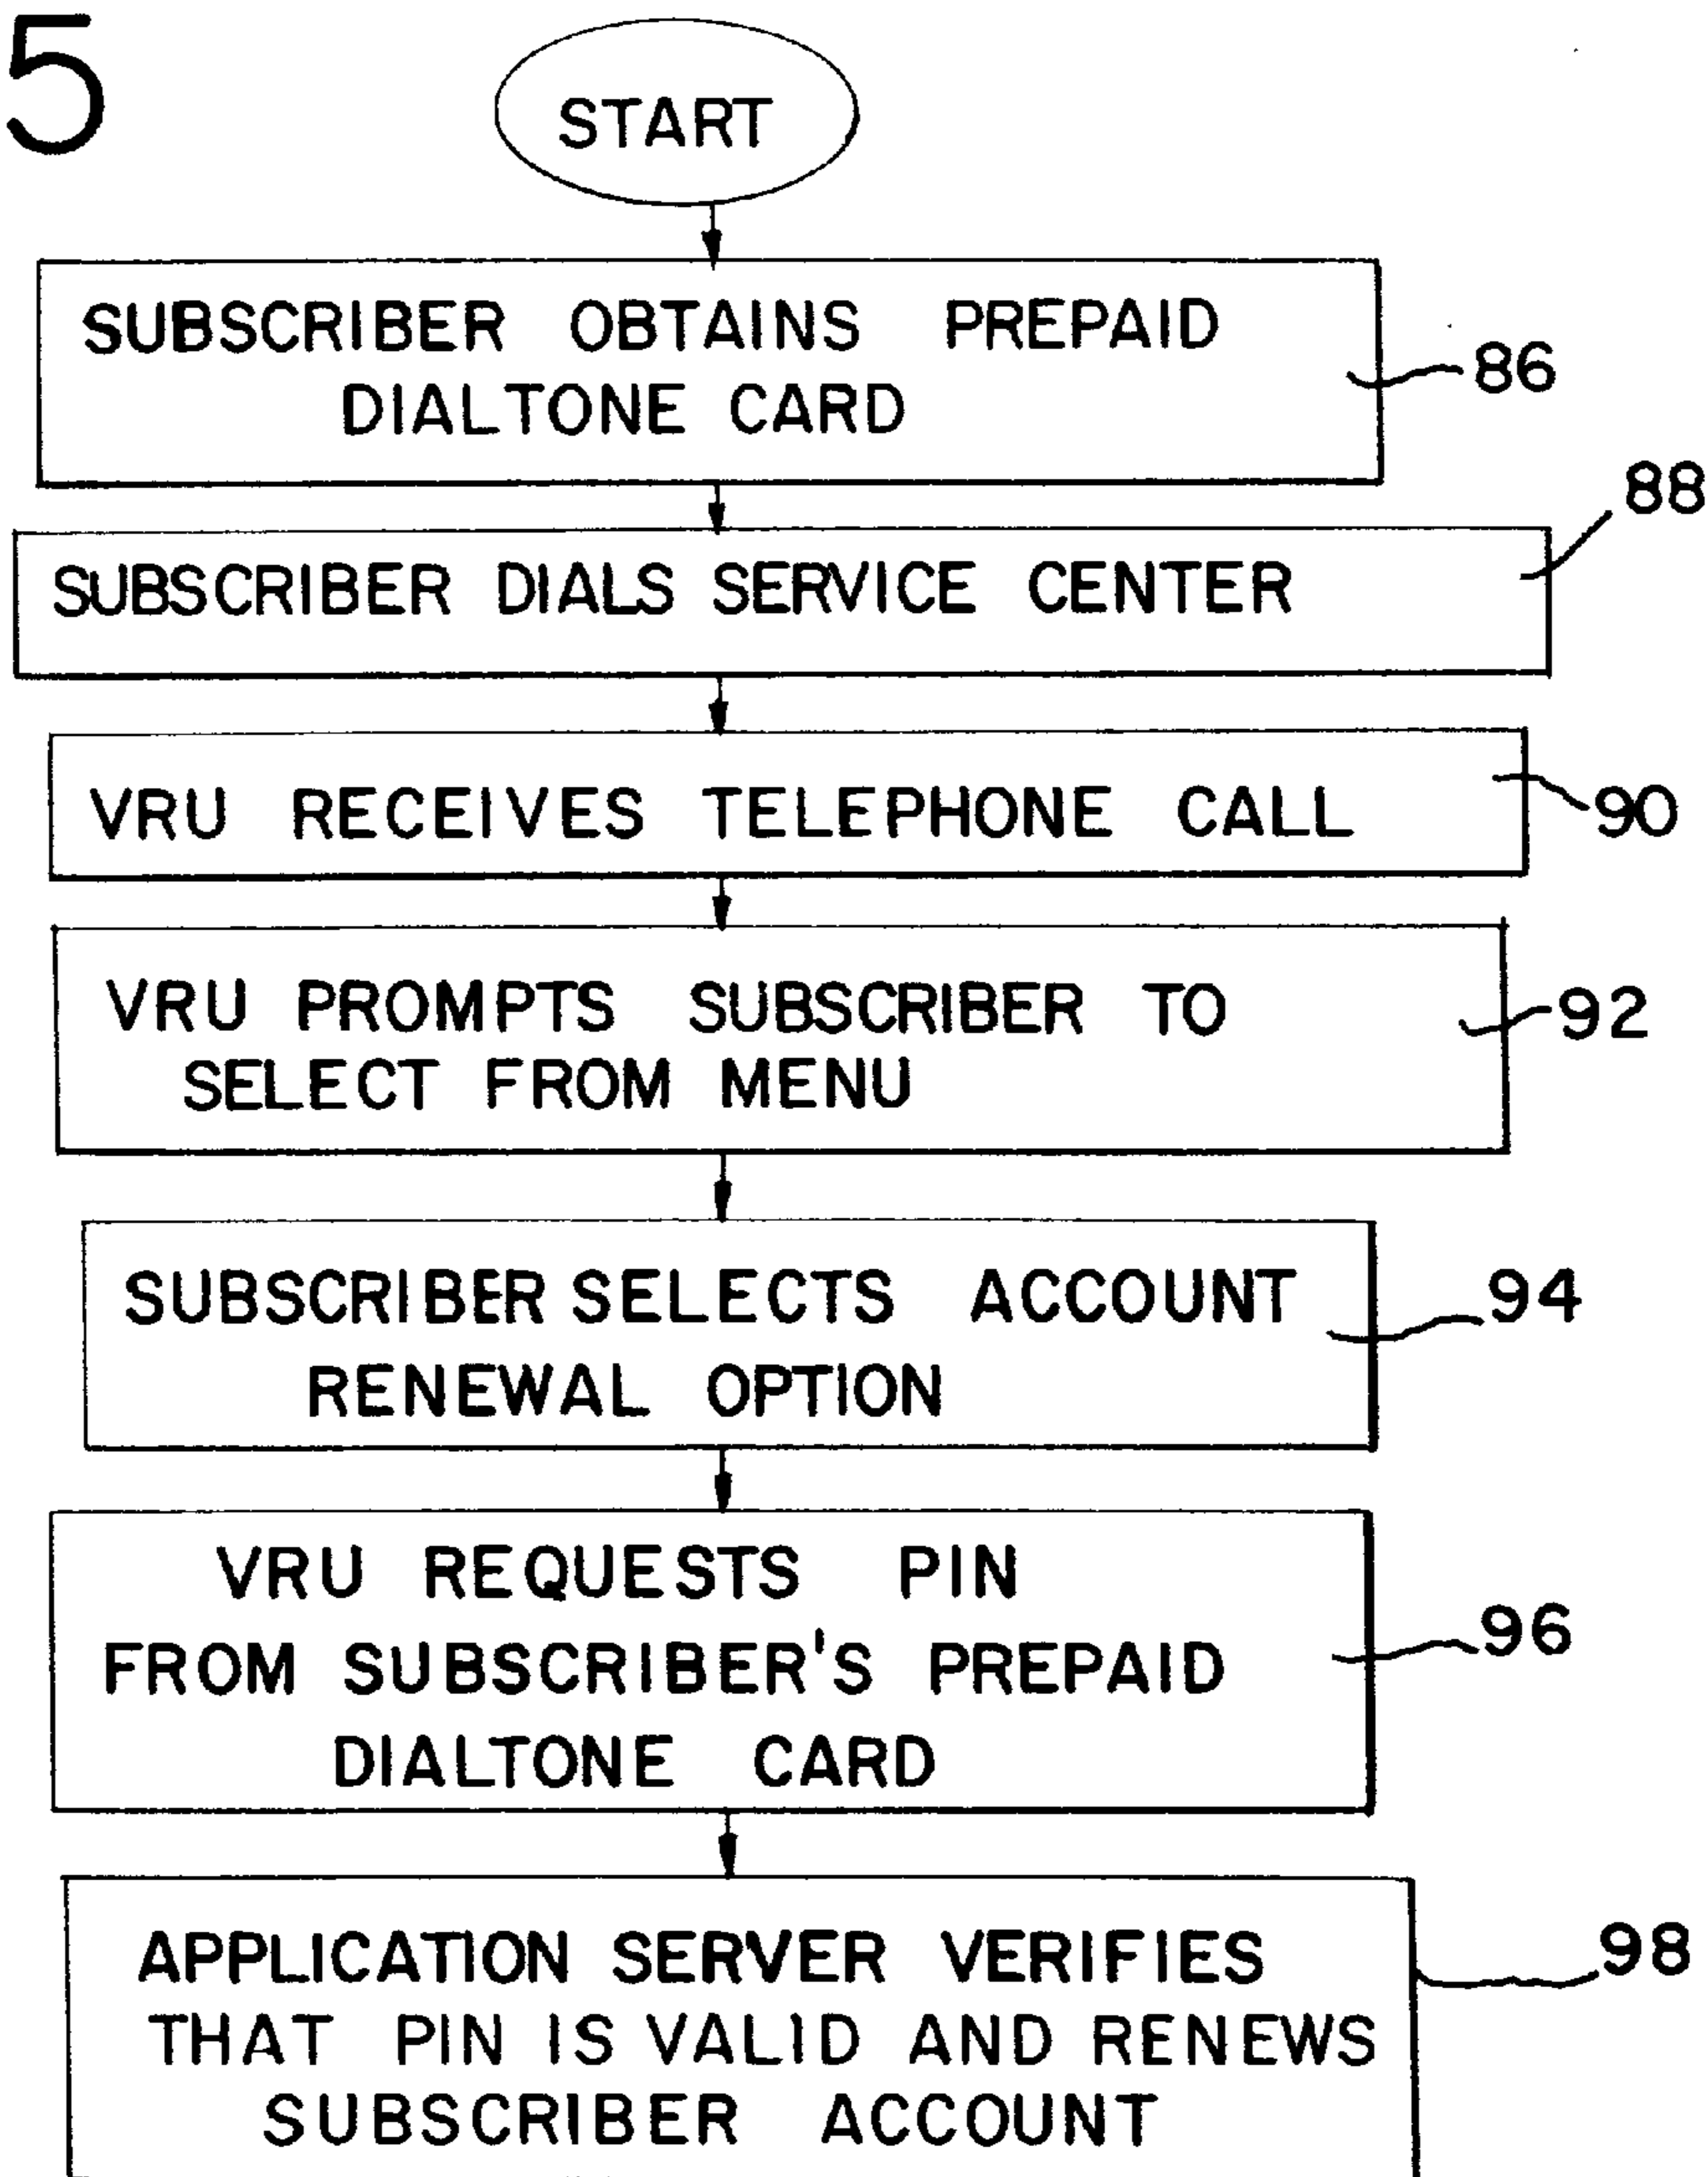 5
START
SUBSCRIBER OBTAINS PREPAID
DIALTONE CARD
86
88
SUBSCRIBER DIALS SERVICE CENTER
VRU RECEIVES TELEPHONE CALL
90
VRU PROMPTS SUBSCRIBER TO
SELECT FROM MENU
92
SUBSCRIBER SELECTS ACCOUNT
RENEWAL OPTION
94
VRU REQUESTS PIN
FROM SUBSCRIBER'S PREPAID
DIALTONE CARD
96
APPLICATION SERVER VERIFIES
THAT PIN IS VALID AND RENEWS
SUBSCRIBER ACCOUNT
98